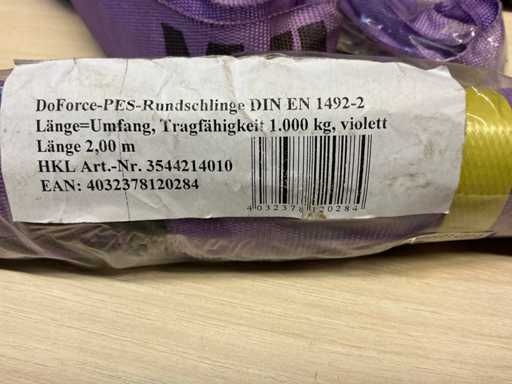 DoForce-PES-Rundschlinge DIN EN 1492-2
Länge=Umfang, Tragfähigkeit 1.000 kg, violett
Länge 2,00 m
HKL Art.-Nr. 3544214010
EAN: 4032378120284
4032378120284